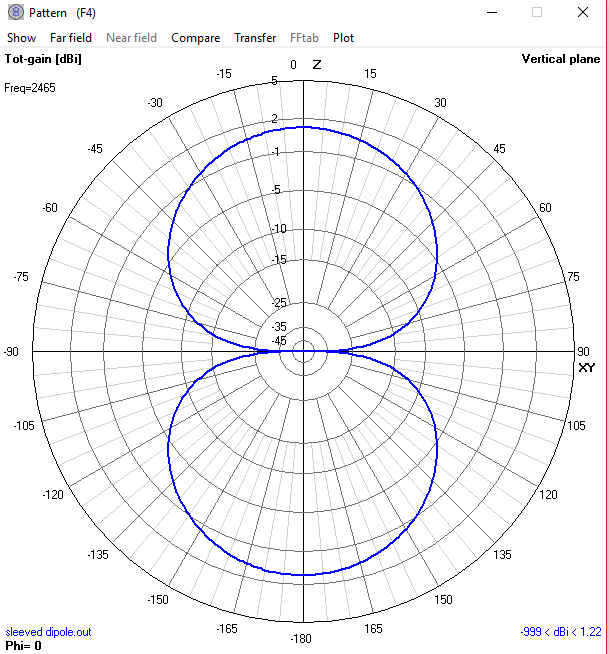 Pattern (F4)
Show Far field Near field Compare Transfer FFtab Plot
Tot-gain [dBi]
Vertical plane
Freq=2465
0 Z
-15 15
5
-30 30
2
-45 45
-1
-5
-60 60
-10
-15
-75 75
-25
-35
-45
-90 90
XY
-105 105
-120 120
-135 135
-150 150
-165 165
-180
sleeved dipole.out
-999 < dBi < 1.22
Phi= 0